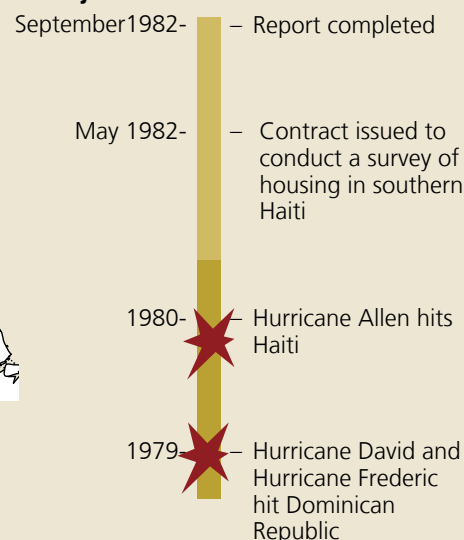 September1982- – Report completed
May 1982- – Contract issued to
conduct a survey of
housing in southern
Haiti
1980- – Hurricane Allen hits
Haiti
1979- – Hurricane David and
Hurricane Frederic
hit Dominican
Republic